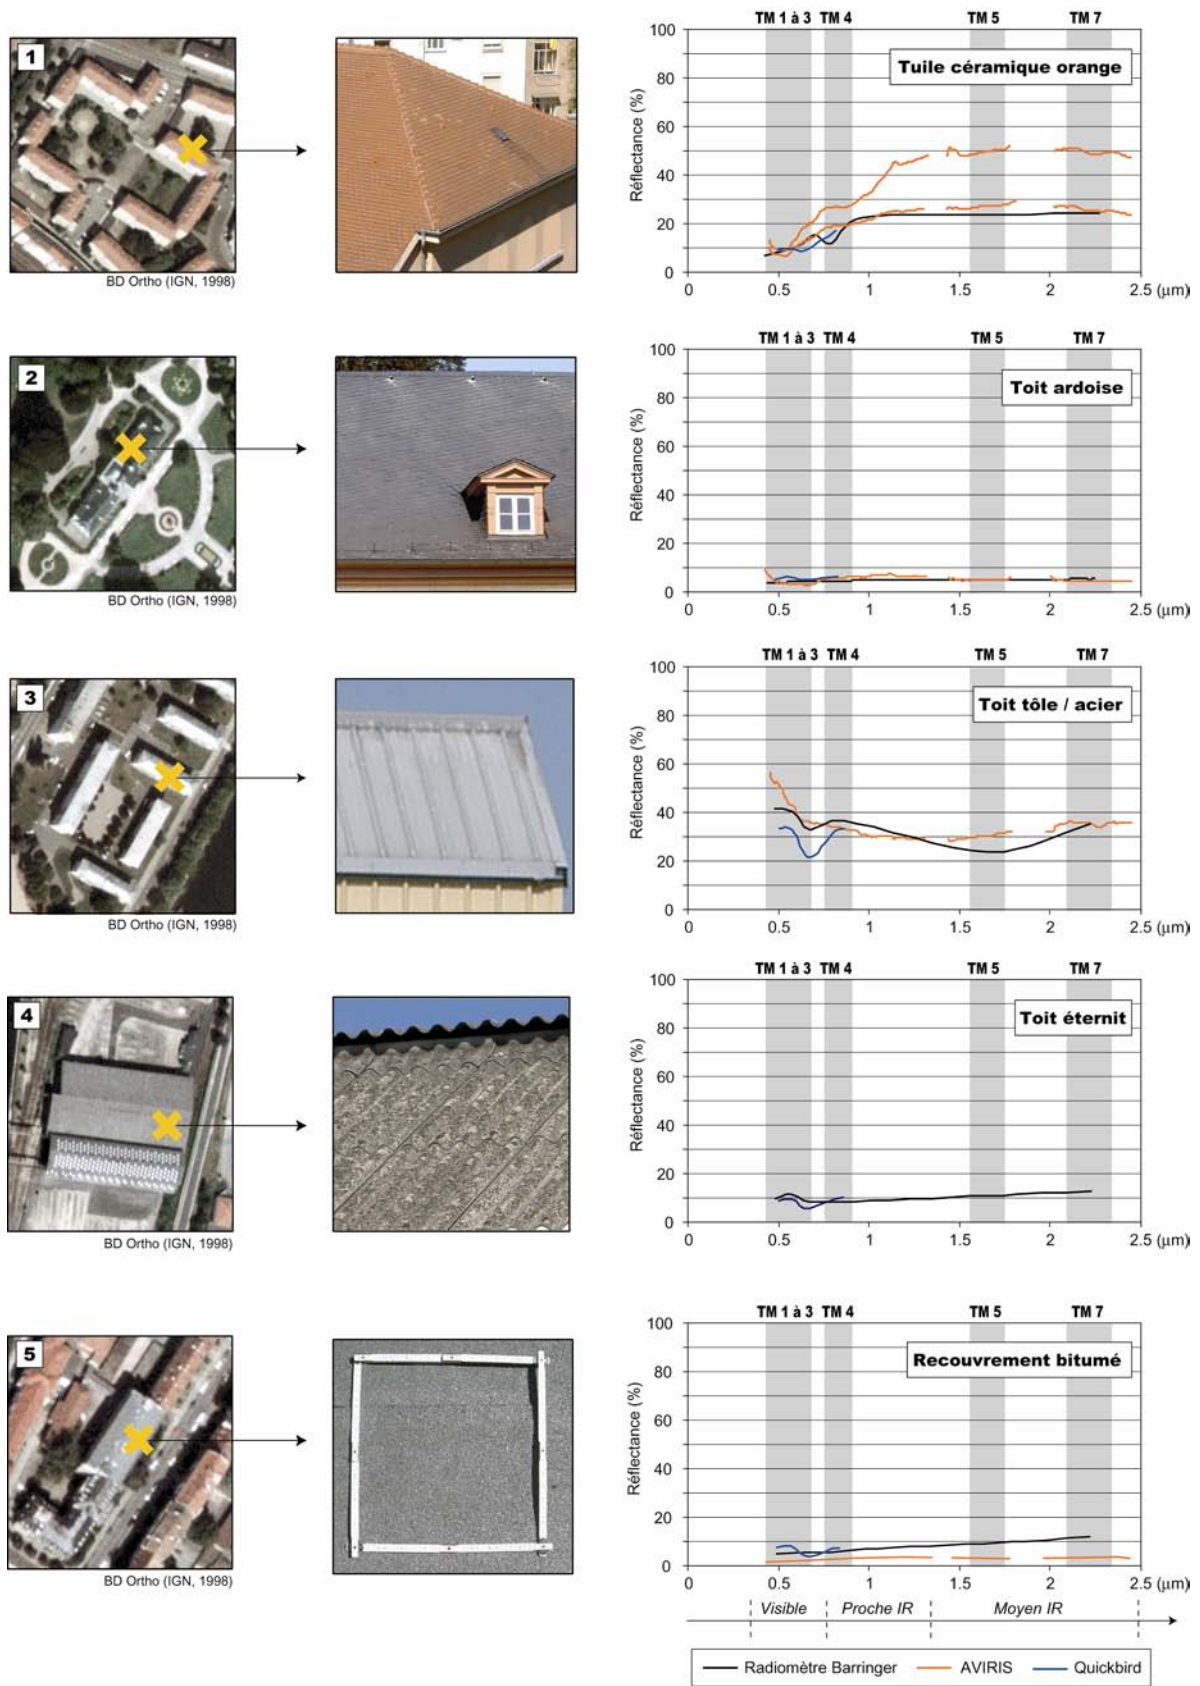 1
BD Ortho (IGN, 1998)
TM 1 à 3 TM 4 TM 5 TM 7
Tuile céramique orange
Réflectance (%)
100
80
60
40
20
0
0 0.5 1 1.5 2 2.5 (µm)
2
BD Ortho (IGN, 1998)
TM 1 à 3 TM 4 TM 5 TM 7
Toit ardoise
Réflectance (%)
100
80
60
40
20
0
0 0.5 1 1.5 2 2.5 (µm)
3
BD Ortho (IGN, 1998)
TM 1 à 3 TM 4 TM 5 TM 7
Toit tôle / acier
Réflectance (%)
100
80
60
40
20
0
0 0.5 1 1.5 2 2.5 (µm)
4
BD Ortho (IGN, 1998)
TM 1 à 3 TM 4 TM 5 TM 7
Toit éternit
Réflectance (%)
100
80
60
40
20
0
0 0.5 1 1.5 2 2.5 (µm)
5
BD Ortho (IGN, 1998)
TM 1 à 3 TM 4 TM 5 TM 7
Recouvrement bitumé
Réflectance (%)
100
80
60
40
20
0
0 0.5 1 1.5 2 2.5 (µm)
Visible Proche IR Moyen IR
Radiomètre Barringer AVIRIS Quickbird